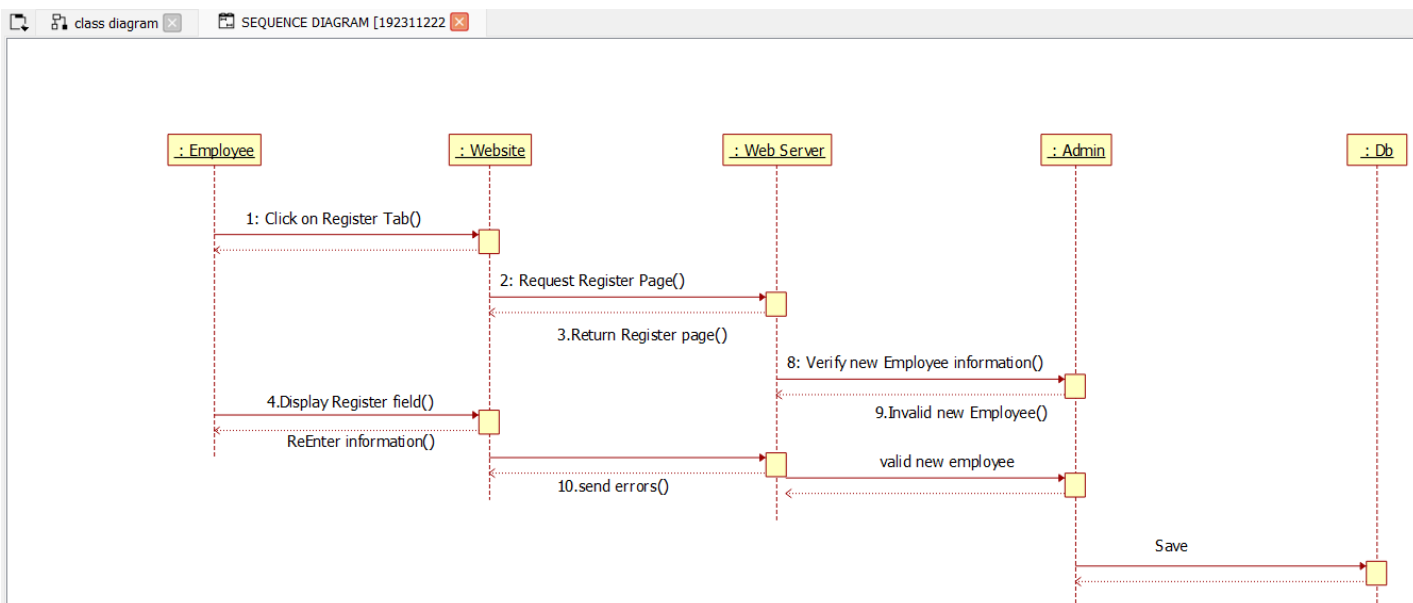 class diagram
SEQUENCE DIAGRAM [192311222
: Employee
: Website
: Web Server
: Admin
: Db
1: Click on Register Tab()
2: Request Register Page()
3.Return Register page()
8: Verify new Employee information()
4.Display Register field()
9.Invalid new Employee()
ReEnter information()
valid new employee
10.send errors()
Save